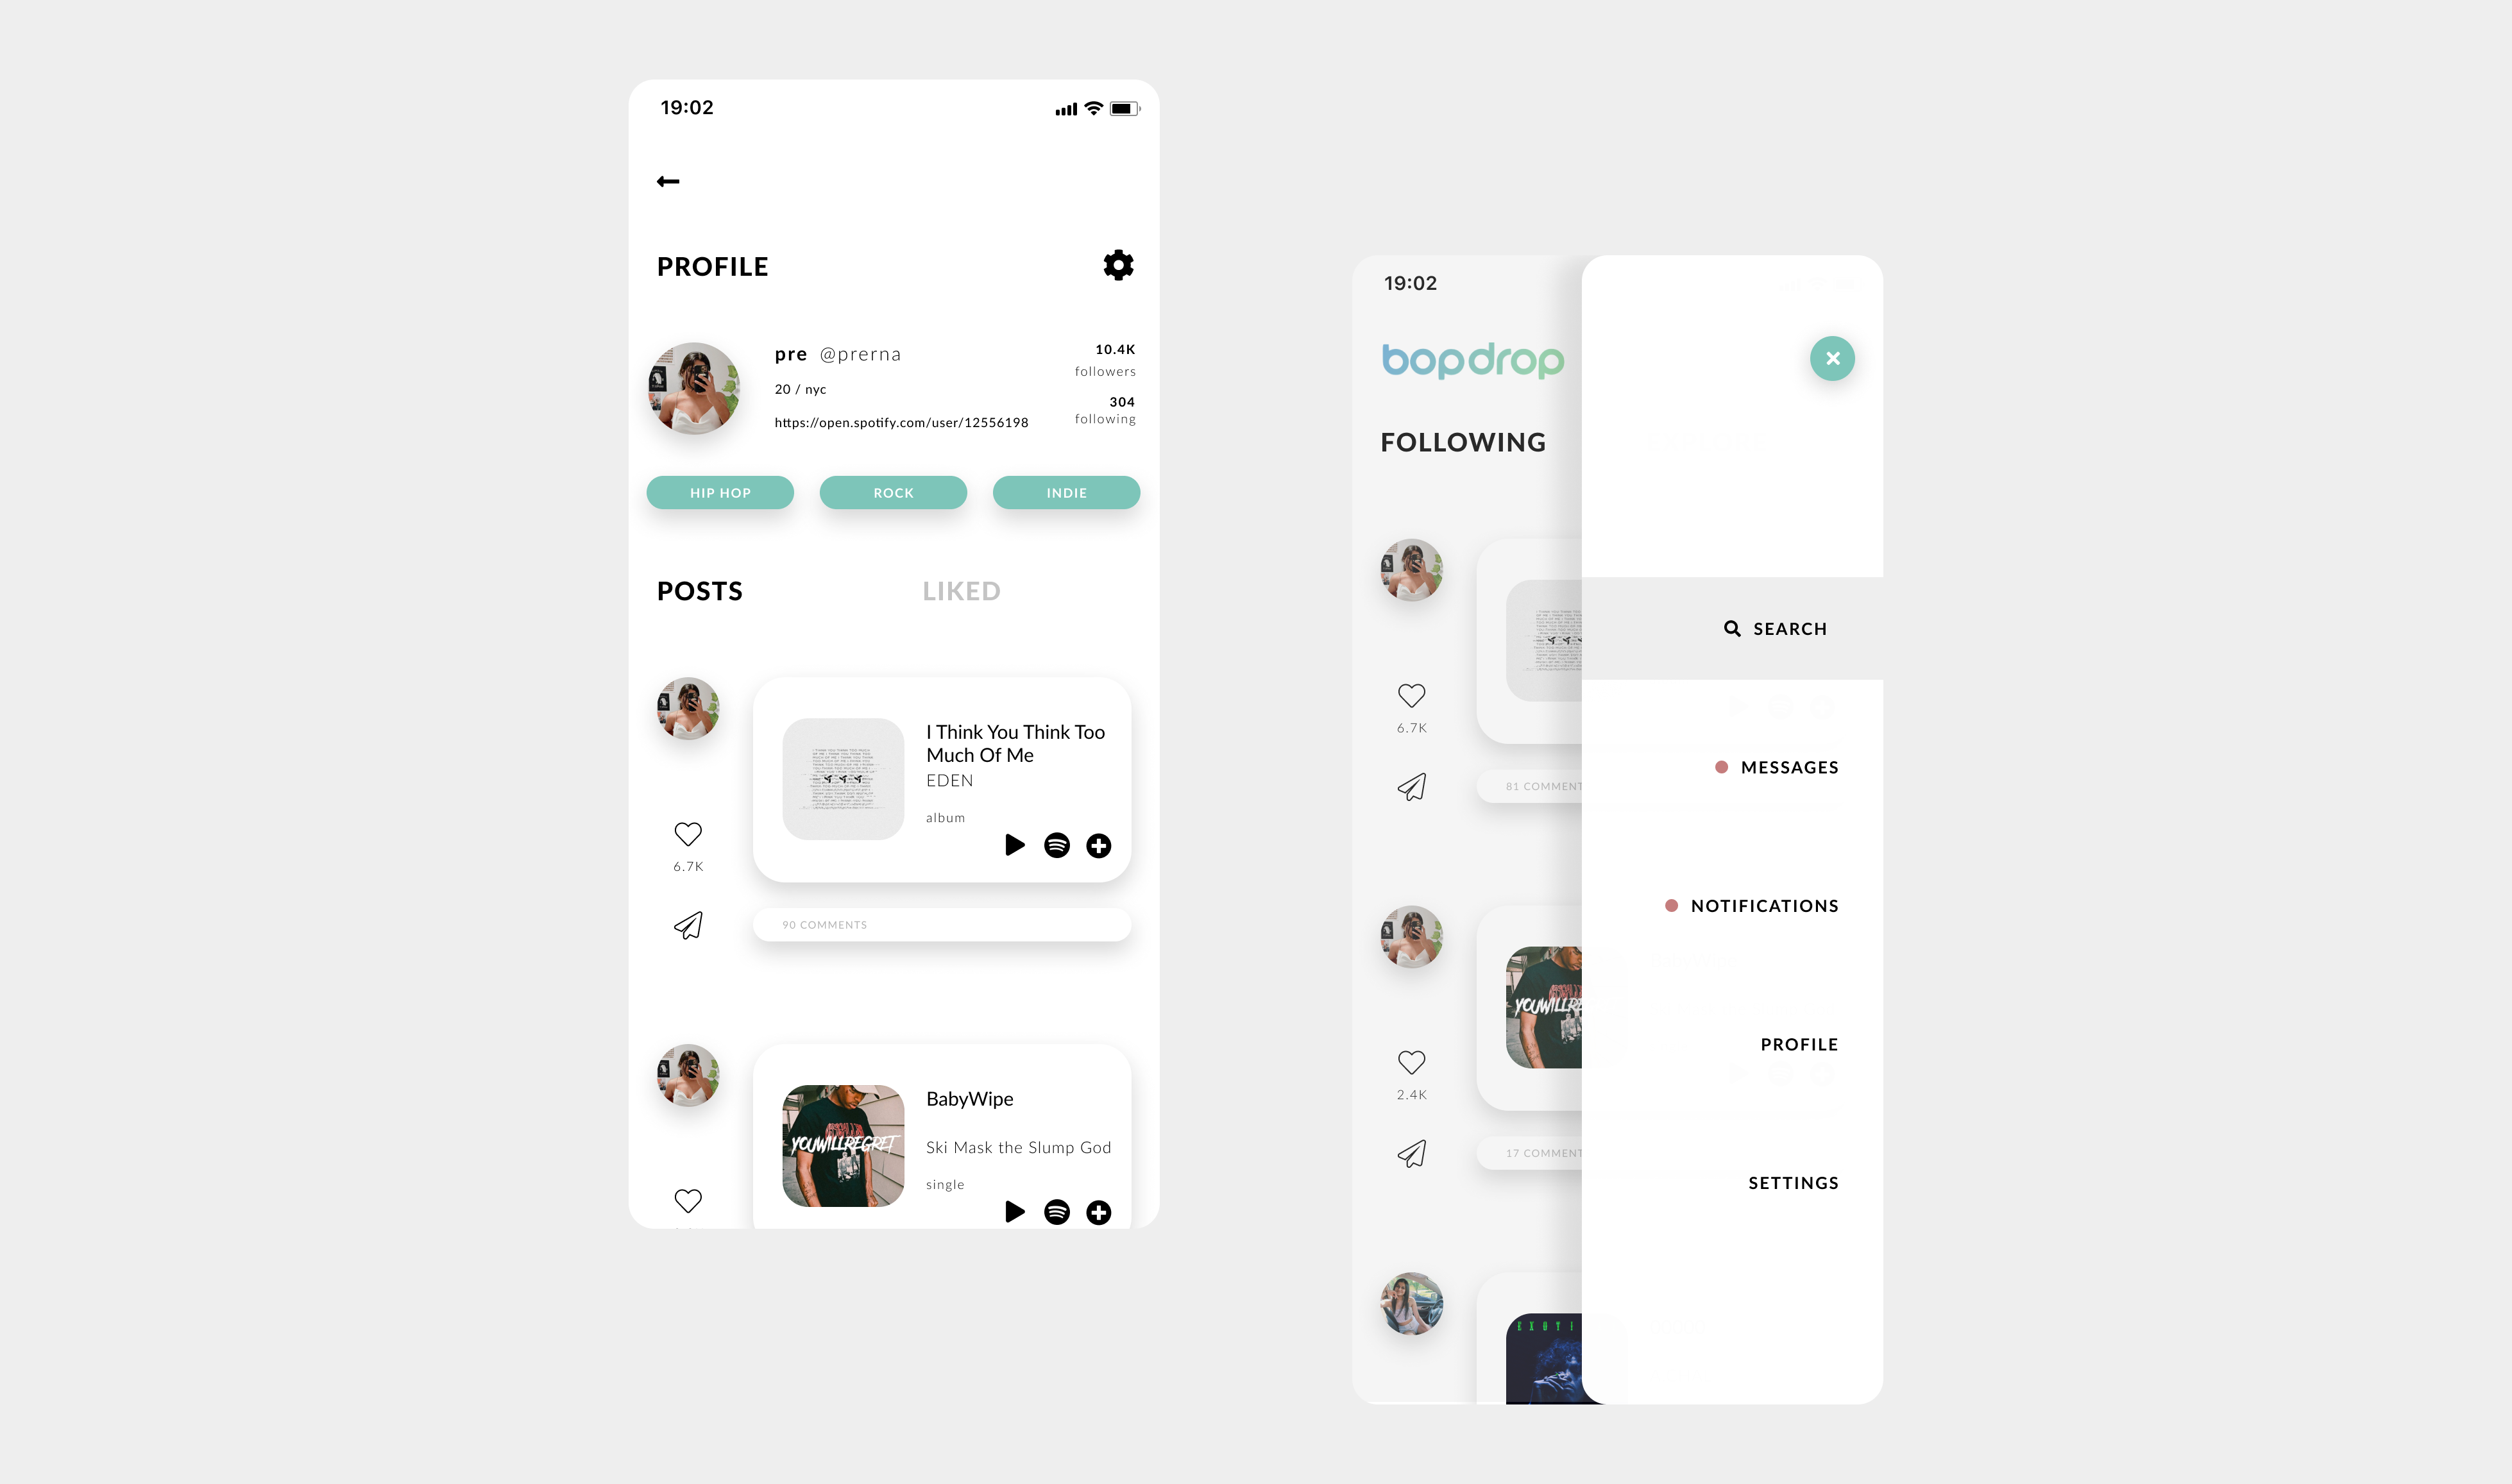 19:02
PROFILE
pre @prerna
20 / nyc
https://open.spotify.com/user/12556198
10.4K
followers
304
following
HIP HOP
ROCK
INDIE
POSTS
LIKED
I Think You Think Too
Much Of Me
EDEN
album
6.7K
90 COMMENTS
YOUWILLREGRET
BabyWipe
Ski Mask the Slump God
single
19:02
bopdrop
FOLLOWING
6.7K
81 COMMENT
2.4K
17 COMMENT
EXOTI
SEARCH
MESSAGES
NOTIFICATIONS
PROFILE
SETTINGS